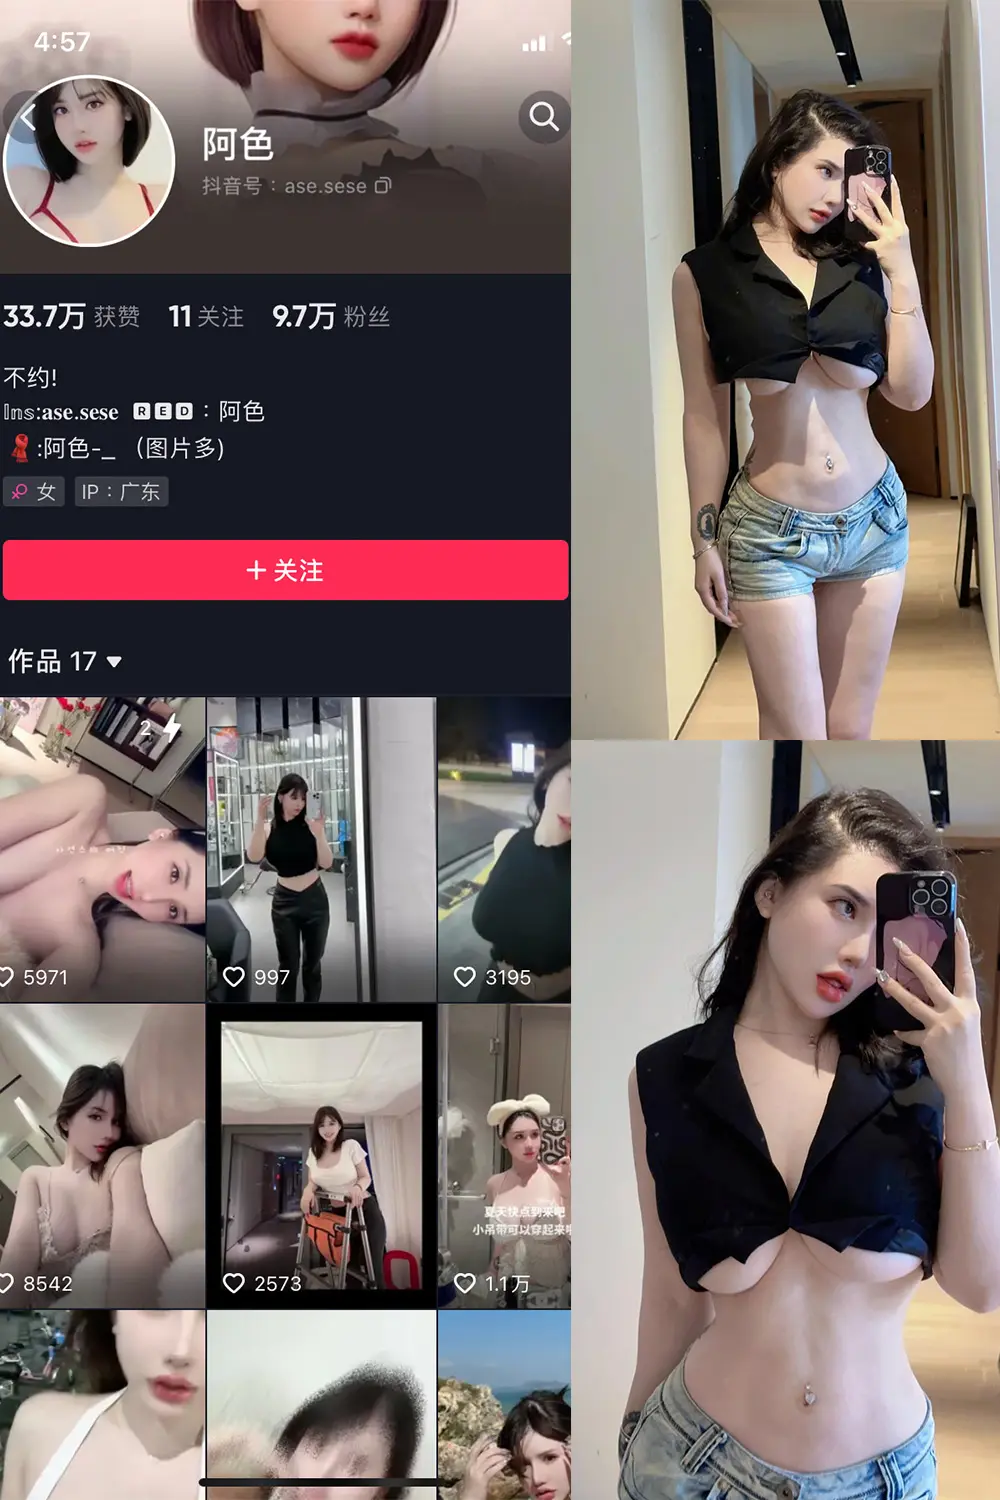 4:57
阿色
抖音号：ase.sese
33.7万 获赞 11 关注 9.7万 粉丝
不约!
Ins:ase.sese RED：阿色
:阿色-_ （图片多)
女 IP：广东
+ 关注
作品 17
2
5971
997
3195
夏天快点到来吧
小吊带可以穿起来
8542
2573
1.1万